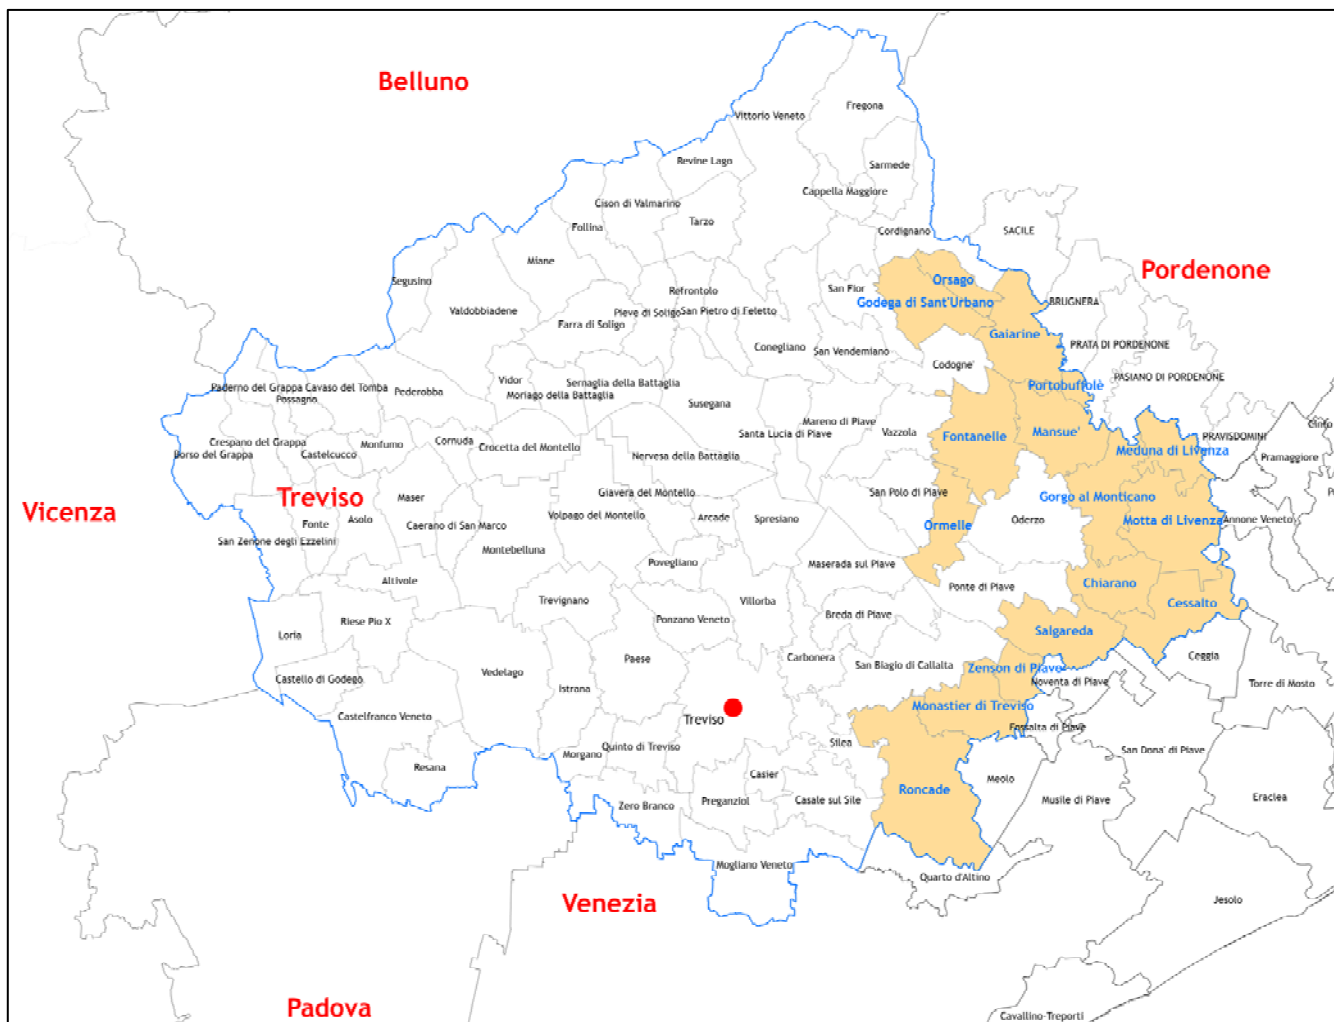 Belluno
Vittorio Veneto
Fregona
Revine Lago
Sarmede
Cappella Maggiore
Cison di Valmarino
Tarzo
Follina
Cordignano
SACILE
Miane
Pordenone
Segusino
Orsago
Refrontolo
San Fior
Godega di Sant'Urbano
BRUGNERA
Valdobbiadene
Pieve di Soligo
San Pietro di Feletto
Farra di Soligo
Gaiarine
Conegliano
San Vendemiano
PRATA DI PORDENONE
Codogne'
Vidor
Sernaglia della Battaglia
PASIANO DI PORDENONE
Paderno del Grappa
Cavaso del Tomba
Pederobba
Moriago della Battaglia
Portobuffolè
Possagno
Susegana
Mareno di Piave
Santa Lucia di Piave
Vazzola
Fontanelle
Mansue'
PRAVISDOMINI
Cinto
Crespano del Grappa
Monfumo
Cornuda
Crocetta del Montello
Borso del Grappa
Castelcucco
Nervesa della Battaglia
Meduna di Livenza
Pramaggiore
Treviso
Maser
Giavera del Montello
San Polo di Piave
Gorgo al Monticano
Vicenza
Fonte
Asolo
Caerano di San Marco
Volpago del Montello
Arcade
Spresiano
Ormelle
Oderzo
Motta di Livenza
Annone Veneto
San Zenone degli Ezzelini
Montebelluna
Povegliano
Maserada sul Piave
Altivole
Ponte di Piave
Chiarano
Trevignano
Villorba
Cessalto
Riese Pio X
Ponzano Veneto
Breda di Piave
Loria
Salgareda
Paese
Carbonera
San Biagio di Callalta
Zenson di Piave
Ceggia
Vedelago
Castello di Godego
Noventa di Piave
Torre di Mosto
Istrana
Castelfranco Veneto
Monastier di Treviso
Treviso
Fossalta di Piave
Silea
San Dona' di Piave
Morgano
Quinto di Treviso
Resana
Casier
Meolo
Roncade
Zero Branco
Preganziol
Casale sul Sile
Musile di Piave
Eraclea
Mogliano Veneto
Quarto d'Altino
Venezia
Jesolo
Padova
Cavallino-Treporti